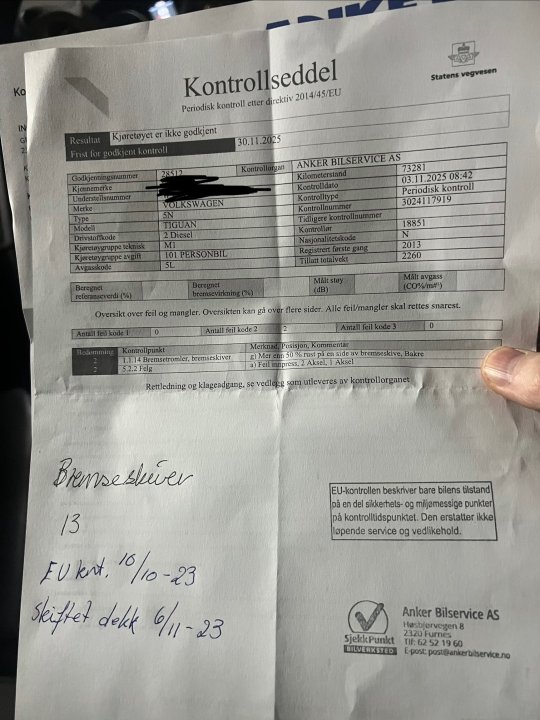 ANKER
Kontrollseddel
Periodisk kontroll etter direktiv 2014/45/EU
Statens vegvesen
Resultat Kjøretøyet er ikke godkjent
Frist for godkjent kontroll 30.11.2025
Godkjenningsnummer Kontrollorgan ANKER BILSERVICE AS
Kjennemerke Kilometerstand 73281
Understellsnummer Kontrolldato 03.11.2025 08:42
Merke VOLKSWAGEN Kontrolltype Periodisk kontroll
Type 5N Kontrollnummer 3024117919
Modell TIGUAN Tidligere kontrollnummer
Drivstoffkode 2 Diesel Kontrollør 18851
Kjøretøygruppe teknisk M1 Nasjonalitetskode N
Kjøretøygruppe avgift 101 PERSONBIL Registrert første gang 2013
Avgasskode 5L Tillatt totalvekt 2260
Beregnet referanseverdi (%) Beregnet bremsevirkning (%) Målt støy (dB) Målt avgass (CO%/m#¹)
Oversikt over feil og mangler. Oversikten kan gå over flere sider. Alle feil/mangler skal rettes snarest.
Antall feil kode 1 0 Antall feil kode 2 2 Antall feil kode 3 0
Bedømming Kontrollpunkt Merknad, Posisjon, Kommentar
2 1.1.14 Bremsetromler, bremseskiver g) Mer enn 50 % rust på en side av bremseskive, Bakre
2 5.2.2 Felg a) Feil innpress, 2 Aksel, 1 Aksel
Rettledning og klageadgang, se vedlegg som utleveres av kontrollorganet
Bremseskiver
13
EU kont. 10/10-23
Skiftet dekk 6/11-23
EU-kontrollen beskriver bare bilens tilstand
på en del sikkerhets- og miljømessige punkter
på kontrolltidspunktet. Den erstatter ikke
løpende service og vedlikehold.
SjekkPunkt
BILVERKSTED
Anker Bilservice AS
Høsbjørvegen 8
2320 Furnes
Tlf: 62 52 19 60
E-post: post@ankerbilservice.no